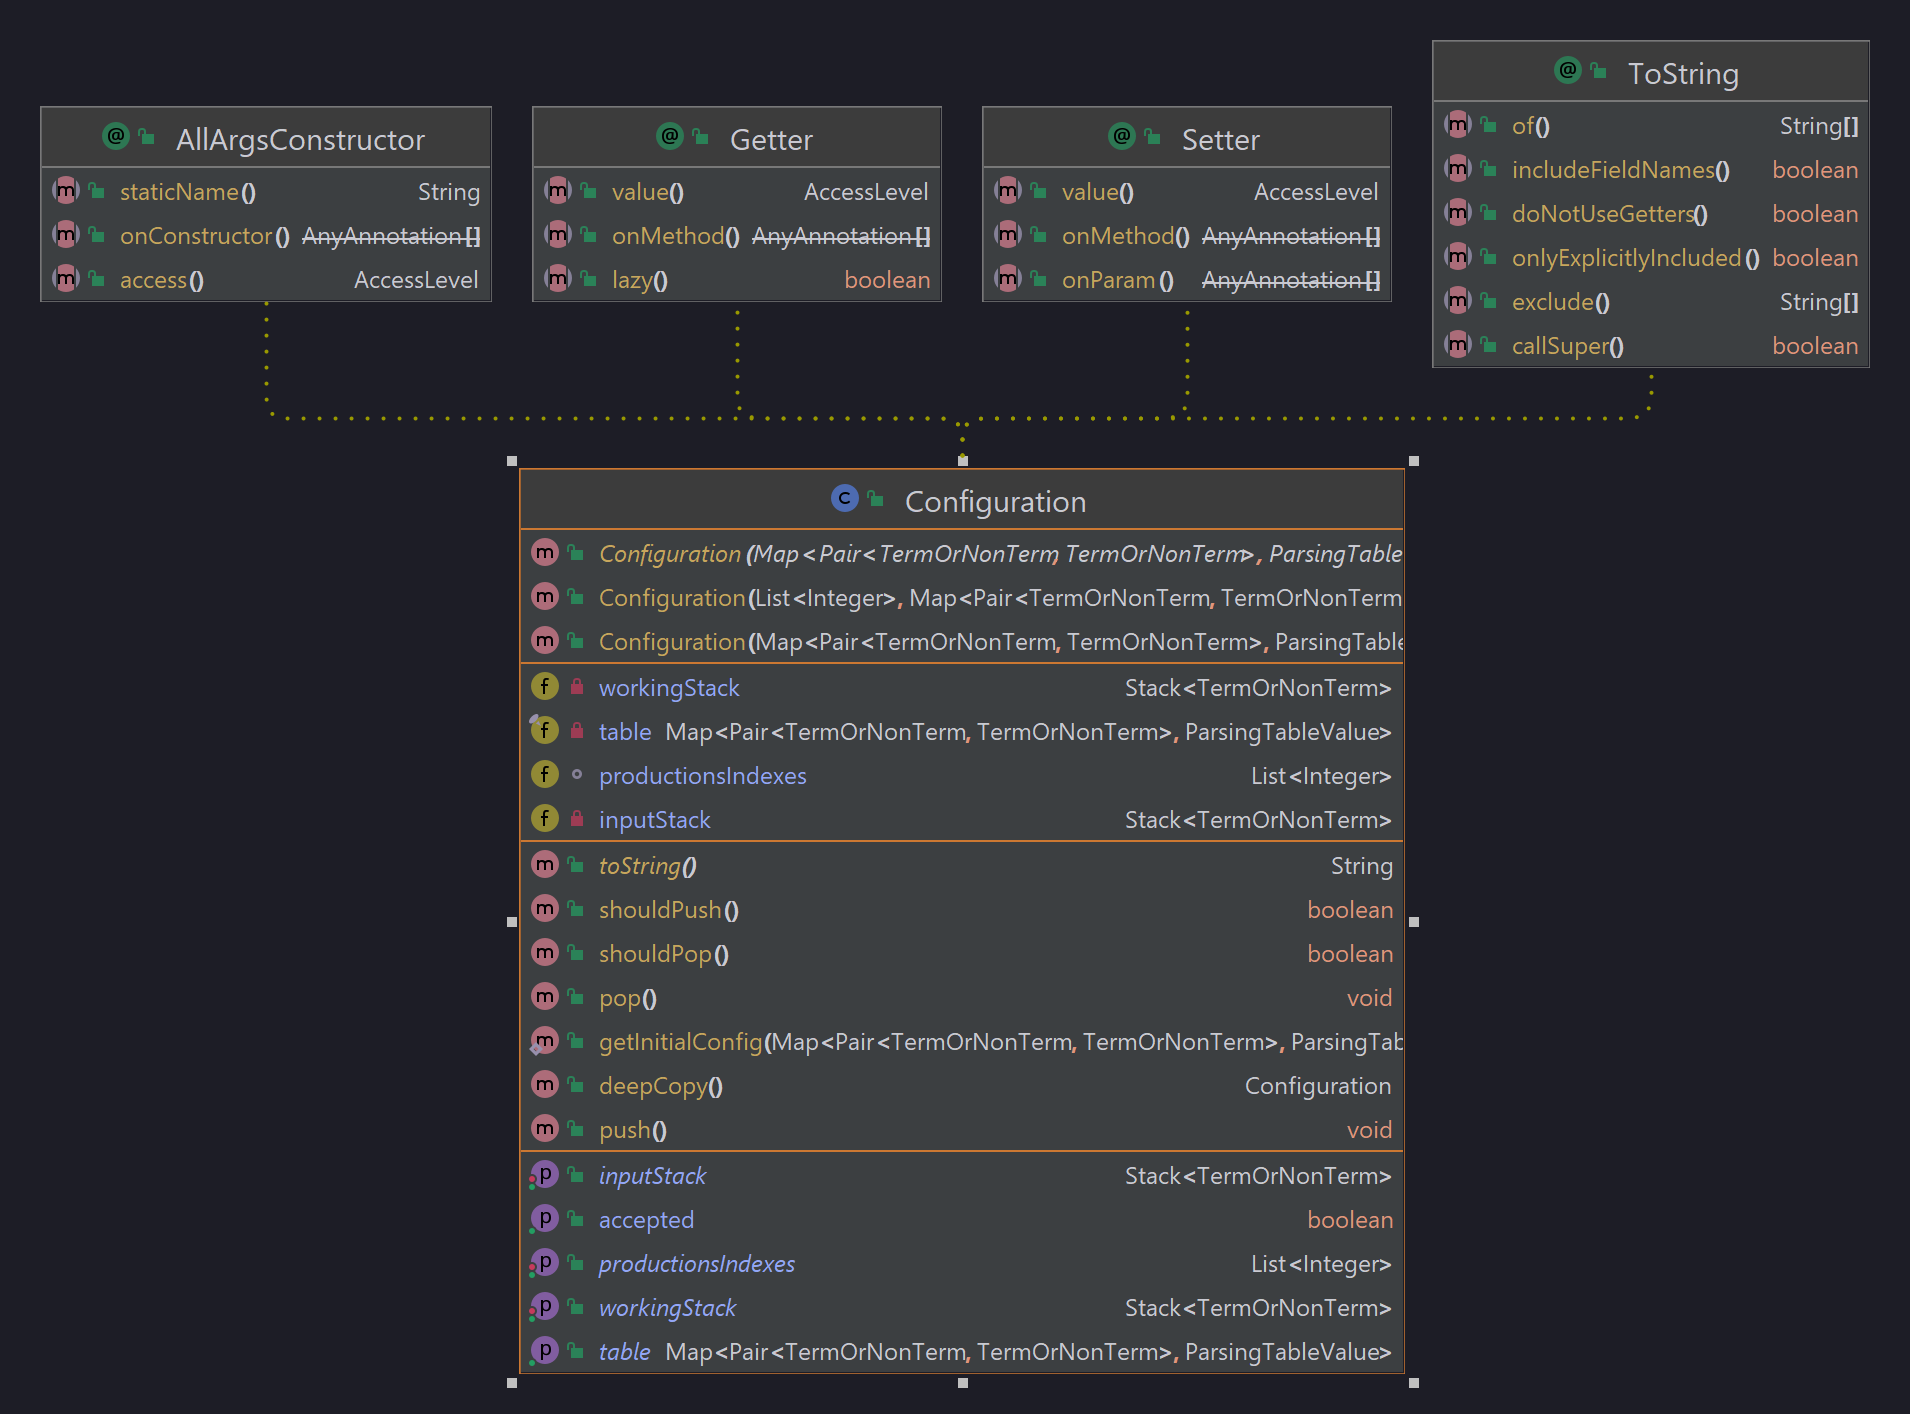 AllArgsConstructor
staticName() String
onConstructor() AnyAnnotation[]
access() AccessLevel
Getter
value() AccessLevel
onMethod() AnyAnnotation[]
lazy() boolean
Setter
value() AccessLevel
onMethod() AnyAnnotation[]
onParam() AnyAnnotation[]
ToString
of() String[]
includeFieldNames() boolean
doNotUseGetters() boolean
onlyExplicitlyIncluded() boolean
exclude() String[]
callSuper() boolean
Configuration
Configuration(Map<Pair<TermOrNonTerm, TermOrNonTerm>, ParsingTable
Configuration(List<Integer>, Map<Pair<TermOrNonTerm, TermOrNonTerm
Configuration(Map<Pair<TermOrNonTerm, TermOrNonTerm>, ParsingTable
workingStack Stack<TermOrNonTerm>
table Map<Pair<TermOrNonTerm, TermOrNonTerm>, ParsingTableValue>
productionsIndexes List<Integer>
inputStack Stack<TermOrNonTerm>
toString() String
shouldPush() boolean
shouldPop() boolean
pop() void
getInitialConfig(Map<Pair<TermOrNonTerm, TermOrNonTerm>, ParsingTab
deepCopy() Configuration
push() void
inputStack Stack<TermOrNonTerm>
accepted boolean
productionsIndexes List<Integer>
workingStack Stack<TermOrNonTerm>
table Map<Pair<TermOrNonTerm, TermOrNonTerm>, ParsingTableValue>